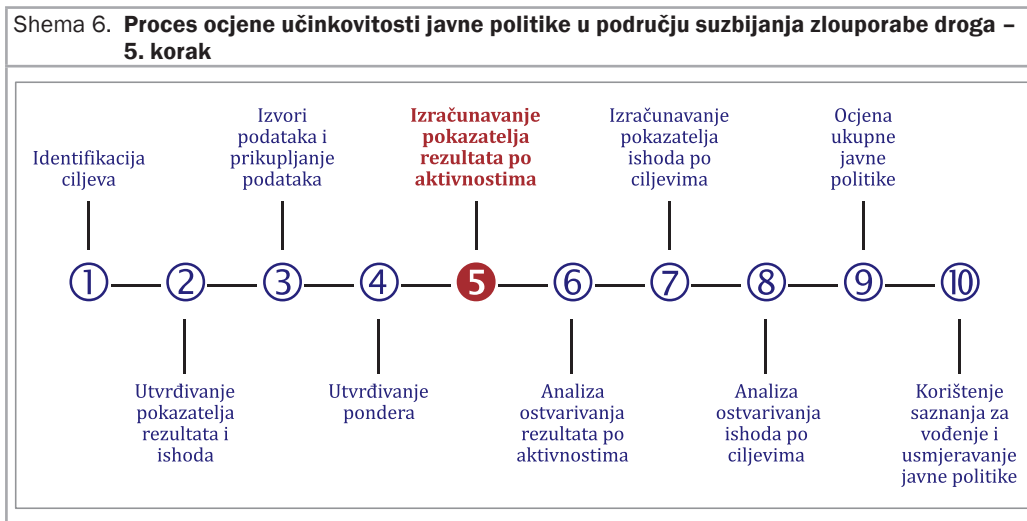 Shema 6. Proces ocjene učinkovitosti javne politike u području suzbijanja zlouporabe droga –
5. korak
Identifikacija
ciljeva
Izvori
podataka i
prikupljanje
podataka
Izračunavanje
pokazatelja
rezultata po
aktivnostima
Izračunavanje
pokazatelja
ishoda po
ciljevima
Ocjena
ukupne
javne
politike
1 2 3 4 5 6 7 8 9 10
Utvrđivanje
pokazatelja
rezultata i
ishoda
Utvrđivanje
pondera
Analiza
ostvarivanja
rezultata po
aktivnostima
Analiza
ostvarivanja
ishoda po
ciljevima
Korištenje
saznanja za
vođenje i
usmjeravanje
javne politike